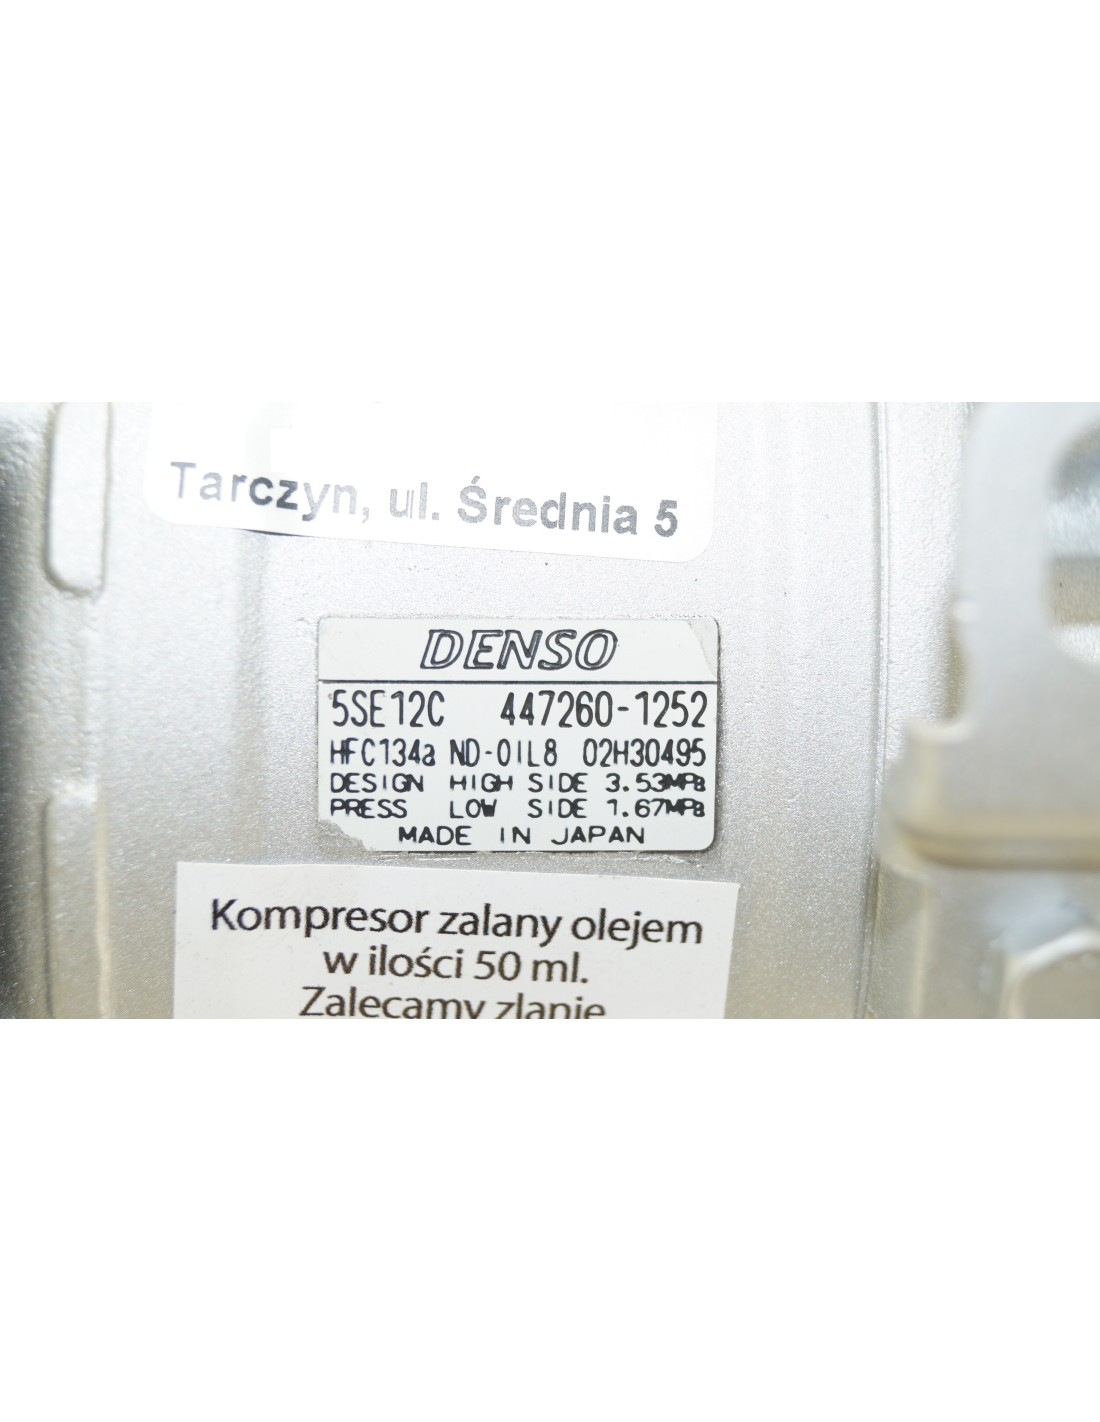 Tarczyn, ul. Średnia 5
DENSO
5SE12C 447260-1252
HFC134a ND-OIL8 02H30495
DESIGN HIGH SIDE 3.53MPa
PRESS LOW SIDE 1.67MPa
MADE IN JAPAN
Kompresor zalany olejem
w ilości 50 ml.
Zalecamy zlanie